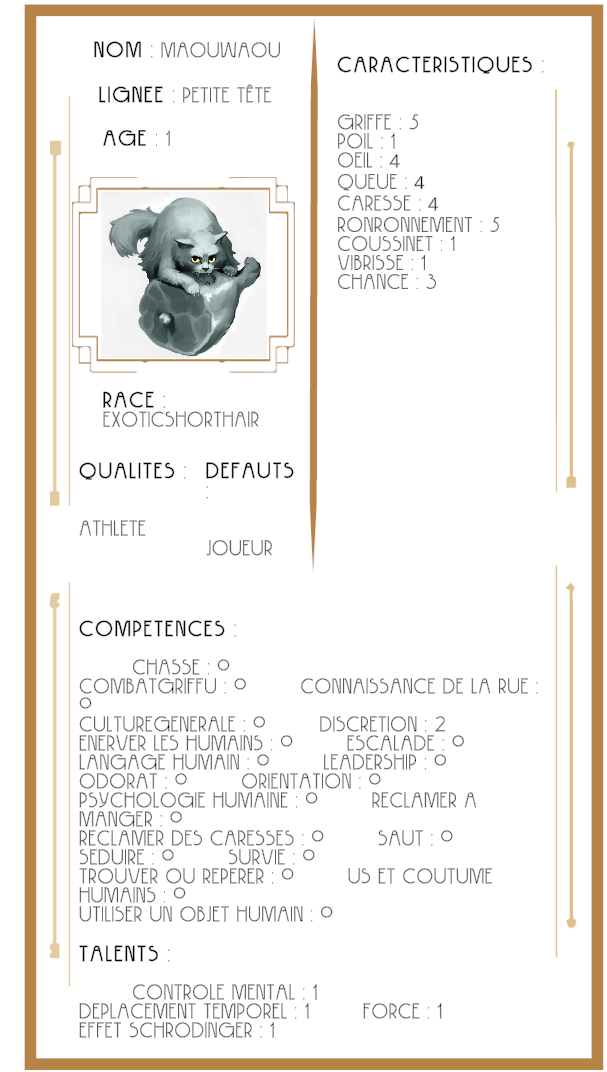 NOM : MAOUWAOU
LIGNEE : PETITE TÊTE
AGE : 1
RACE :
EXOTICSHORTHAIR
QUALITES :
ATHLETE
DEFAUTS
:
JOUEUR
CARACTERISTIQUES :
GRIFFE : 5
POIL : 1
OEIL : 4
QUEUE : 4
CARESSE : 4
RONRONNEMENT : 5
COUSSINET : 1
VIBRISSE : 1
CHANCE : 3
COMPETENCES :
CHASSE : 0
COMBATGRIFFU : 0 CONNAISSANCE DE LA RUE :
0
CULTUREGENERALE : 0 DISCRETION : 2
ENERVER LES HUMAINS : 0 ESCALADE : 0
LANGAGE HUMAIN : 0 LEADERSHIP : 0
ODORAT : 0 ORIENTATION : 0
PSYCHOLOGIE HUMAINE : 0 RECLAMER A
MANGER : 0
RECLAMER DES CARESSES : 0 SAUT : 0
SEDUIRE : 0 SURVIE : 0
TROUVER OU REPERER : 0 US ET COUTUME
HUMAINS : 0
UTILISER UN OBJET HUMAIN : 0
TALENTS :
CONTROLE MENTAL : 1
DEPLACEMENT TEMPOREL : 1 FORCE : 1
EFFET SCHRODINGER : 1